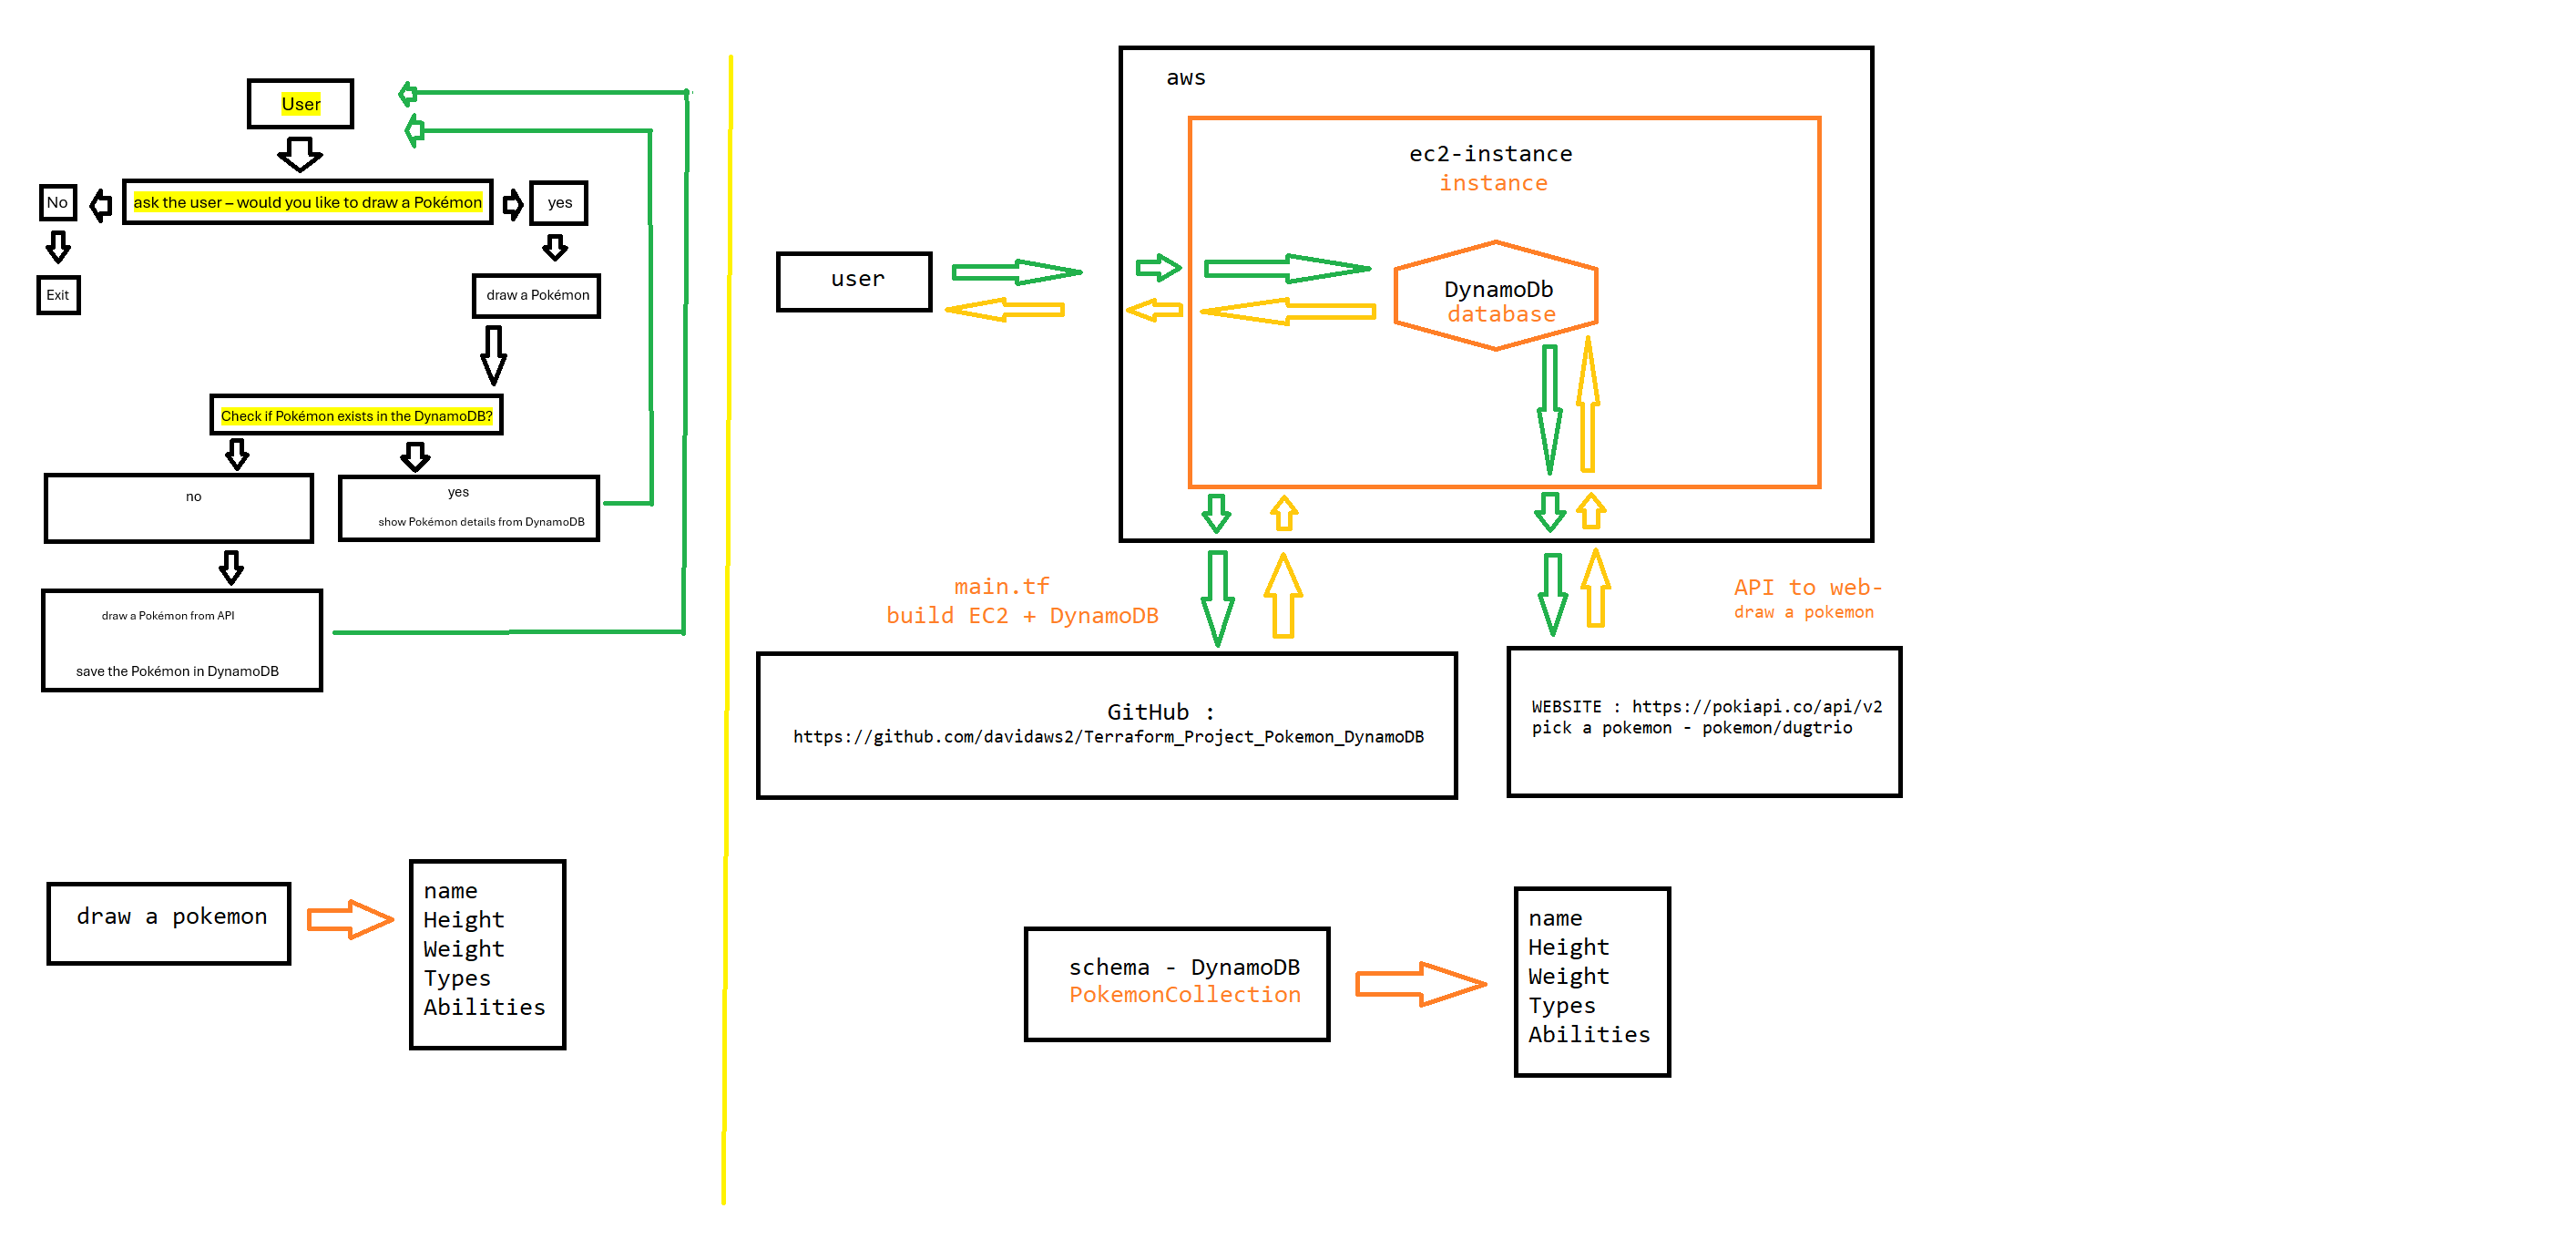 User
ask the user – would you like to draw a Pokémon
No
yes
Exit
draw a Pokémon
Check if Pokémon exists in the DynamoDB?
no
yes
show Pokémon details from DynamoDB
draw a Pokémon from API
save the Pokémon in DynamoDB
draw a pokemon
name
Height
Weight
Types
Abilities
aws
ec2-instance
instance
user
DynamoDb
database
main.tf
build EC2 + DynamoDB
API to web-
draw a pokemon
GitHub :
https://github.com/davidaws2/Terraform_Project_Pokemon_DynamoDB
WEBSITE : https://pokiapi.co/api/v2
pick a pokemon - pokemon/dugtrio
schema - DynamoDB
PokemonCollection
name
Height
Weight
Types
Abilities